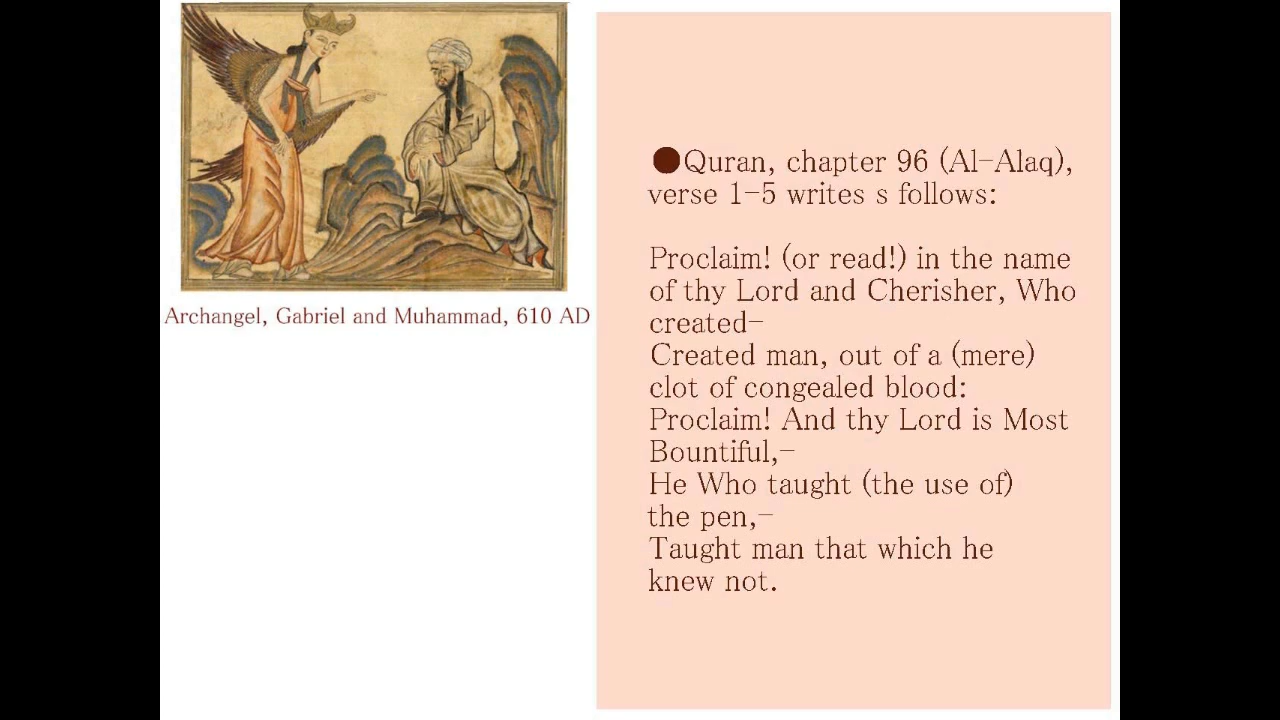 Archangel, Gabriel and Muhammad, 610 AD
●Quran, chapter 96 (Al-Alaq),
verse 1-5 writes s follows:
Proclaim! (or read!) in the name
of thy Lord and Cherisher, Who
created-
Created man, out of a (mere)
clot of congealed blood:
Proclaim! And thy Lord is Most
Bountiful,-
He Who taught (the use of)
the pen,-
Taught man that which he
knew not.